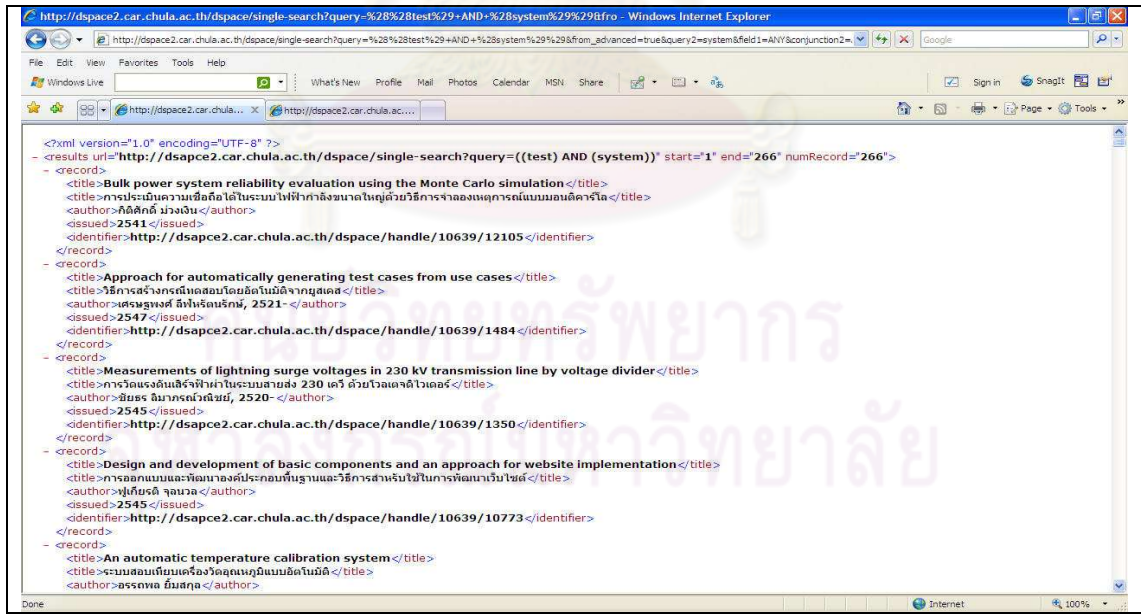 http://dspace2.car.chula.ac.th/dspace/single-search?query=%28%28test%29+AND+%28system%29%29&fro - Windows Internet Explorer
http://dspace2.car.chula.ac.th/dspace/single-search?query=%28%28test%29+AND+%28system%29%29&from_advanced=true&query2=system&field1=ANY&conjunction2=
Google
File Edit View Favorites Tools Help
Windows Live What's New Profile Mail Photos Calendar MSN Share Sign in SnagIt
http://dspace2.car.chula... http://dspace2.car.chula.ac.... Page Tools
<?xml version="1.0" encoding="UTF-8" ?>
- <results url="http://dsapce2.car.chula.ac.th/dspace/single-search?query=((test) AND (system))" start="1" end="266" numRecord="266">
- <record>
<title>Bulk power system reliability evaluation using the Monte Carlo simulation</title>
<title>การประเมินความเชื่อถือได้ในระบบไฟฟ้ากำลังขนาดใหญ่ด้วยวิธีการจำลองเหตุการณ์แบบมอนติคาร์โล</title>
<author>กิติศักดิ์ ม่วงเงิน</author>
<issued>2541</issued>
<identifier>http://dsapce2.car.chula.ac.th/dspace/handle/10639/12105</identifier>
</record>
- <record>
<title>Approach for automatically generating test cases from use cases</title>
<title>วิธีการสร้างกรณีทดสอบโดยอัตโนมัติจากยูสเคส</title>
<author>เศรษฐพงศ์ 2521-</author>
<issued>2547</issued>
<identifier>http://dsapce2.car.chula.ac.th/dspace/handle/10639/1484</identifier>
</record>
- <record>
<title>Measurements of lightning surge voltages in 230 kV transmission line by voltage divider</title>
<title>การวัดแรงดันเสิร์จฟ้าผ่าในระบบสายส่ง 230 เควี ด้วยโวลเตจดิไวเดอร์</title>
<author>ชัยธร ลิมาภรณ์วณิชย์, 2520-</author>
<issued>2545</issued>
<identifier>http://dsapce2.car.chula.ac.th/dspace/handle/10639/1350</identifier>
</record>
- <record>
<title>Design and development of basic components and an approach for website implementation</title>
<title>การออกแบบและพัฒนาองค์ประกอบพื้นฐานและวิธีการสำหรับใช้ในการพัฒนาเว็บไซต์</title>
<author>ฟูเกียรติ จุลนวล</author>
<issued>2545</issued>
<identifier>http://dsapce2.car.chula.ac.th/dspace/handle/10639/10773</identifier>
</record>
- <record>
<title>An automatic temperature calibration system</title>
<title>ระบบสอบเทียบเครื่องวัดอุณหภูมิแบบอัตโนมัติ</title>
<author>อรรถพล ยิ้มสกุล</author>
ศูนย์วิทยทรัพยากร
จุฬาลงกรณ์มหาวิทยาลัย
Done Internet 100%